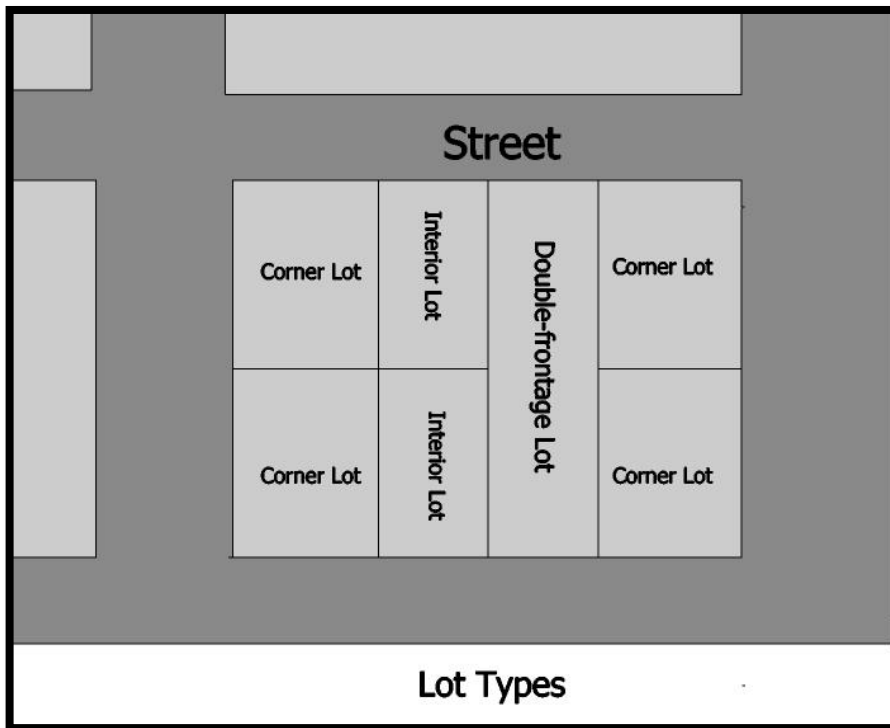 Street
Corner Lot
Interior Lot
Double-frontage Lot
Corner Lot
Corner Lot
Interior Lot
Corner Lot
Lot Types